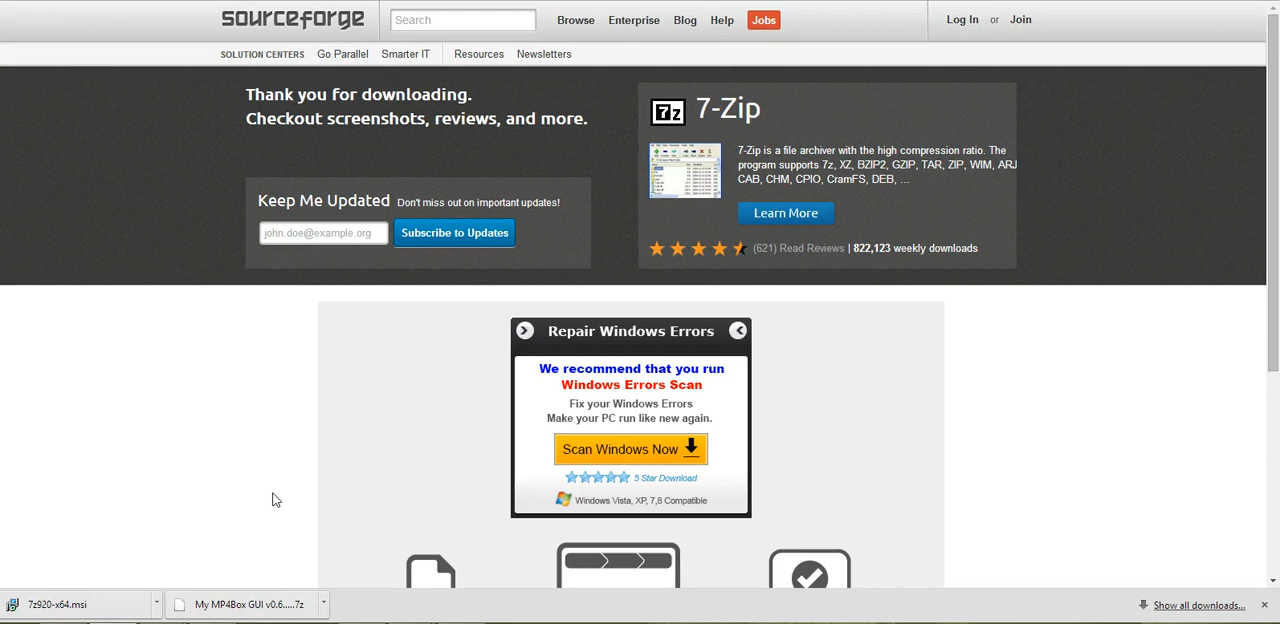 sourceforge
Search
Browse Enterprise Blog Help Jobs
Log In or Join
SOLUTION CENTERS Go Parallel Smarter IT Resources Newsletters
Thank you for downloading.
Checkout screenshots, reviews, and more.
Keep Me Updated Don't miss out on important updates!
john.doe@example.org Subscribe to Updates
7z 7-Zip
7-Zip is a file archiver with the high compression ratio. The
program supports 7z, XZ, BZIP2, GZIP, TAR, ZIP, WIM, ARJ
CAB, CHM, CPIO, CramFS, DEB, ...
Learn More
(621) Read Reviews | 822,123 weekly downloads
Repair Windows Errors
We recommend that you run
Windows Errors Scan
Fix your Windows Errors
Make your PC run like new again.
Scan Windows Now
5 Star Download
Windows Vista, XP, 7,8 Compatible
7z920-x64.msi My MP4Box GUI v0.6.....7z Show all downloads...